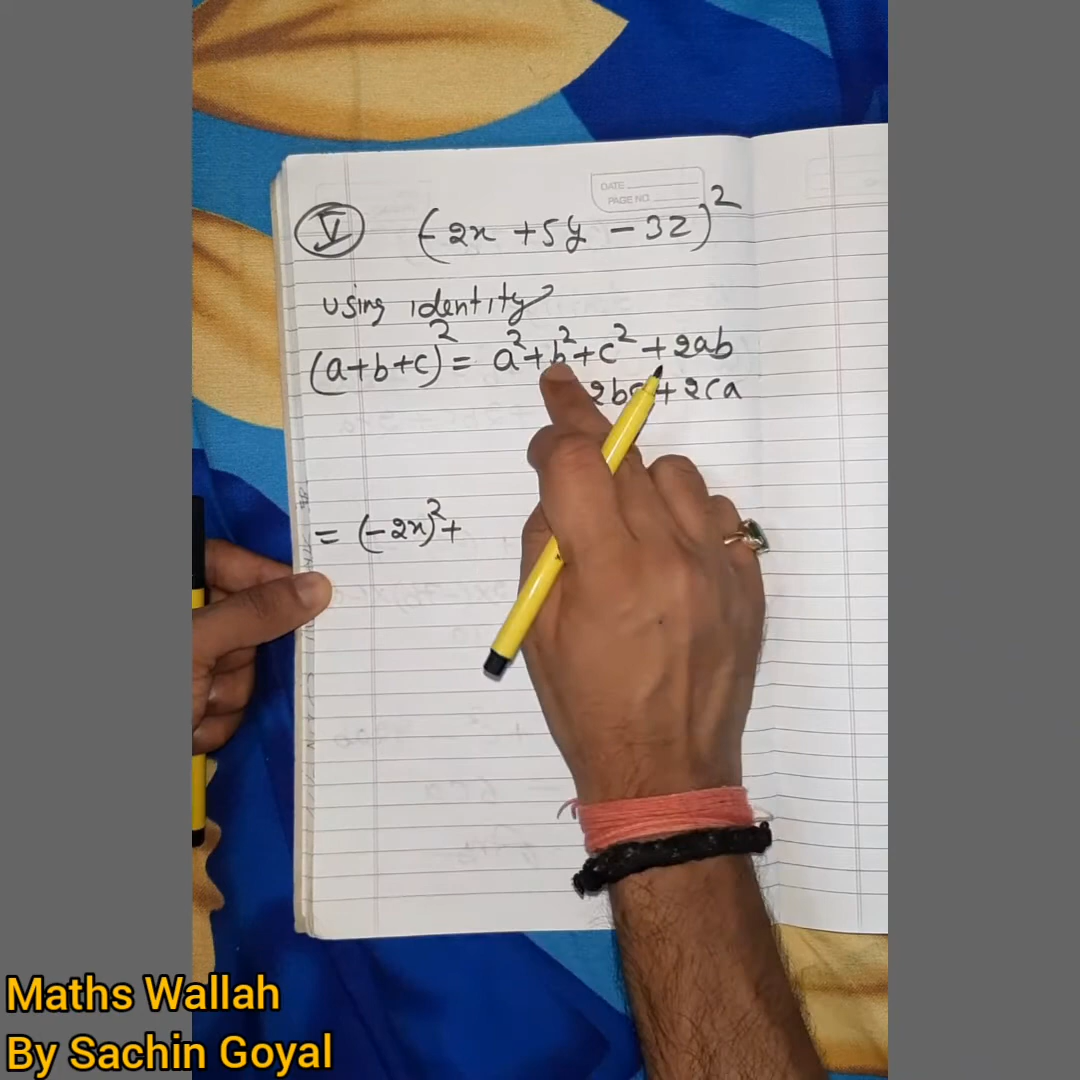 DATE
PAGE NO.
V (-2x + 5y - 3z)²
using identity
(a+b+c)² = a² + b² + c² + 2ab
2bc + 2ca
= (-2x)² +
Maths Wallah
By Sachin Goyal